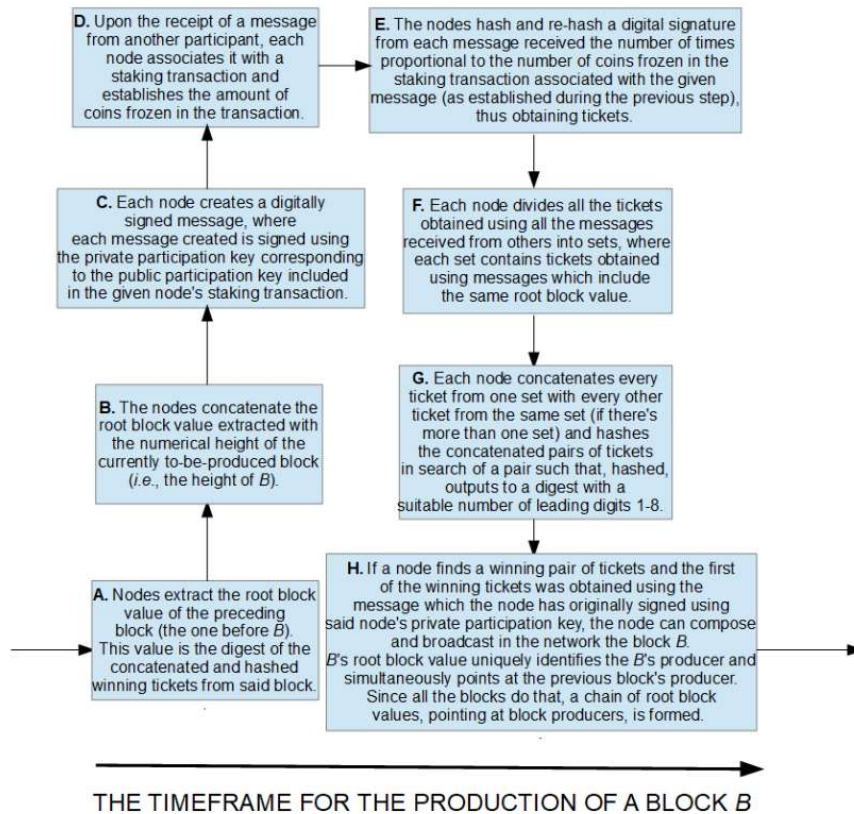 A. Nodes extract the root block
value of the preceding
block (the one before B).
This value is the digest of the
concatenated and hashed
winning tickets from said block.
B. The nodes concatenate the
root block value extracted with
the numerical height of the
currently to-be-produced block
(i.e., the height of B).
C. Each node creates a digitally
signed message, where
each message created is signed using
the private participation key corresponding
to the public participation key included
in the given node's staking transaction.
D. Upon the receipt of a message
from another participant, each
node associates it with a
staking transaction and
establishes the amount of
coins frozen in the transaction.
E. The nodes hash and re-hash a digital signature
from each message received the number of times
proportional to the number of coins frozen in the
staking transaction associated with the given
message (as established during the previous step),
thus obtaining tickets.
F. Each node divides all the tickets
obtained using all the messages
received from others into sets, where
each set contains tickets obtained
using messages which include
the same root block value.
G. Each node concatenates every
ticket from one set with every other
ticket from the same set (if there's
more than one set) and hashes
the concatenated pairs of tickets
in search of a pair such that, hashed,
outputs to a digest with a
suitable number of leading digits 1-8.
H. If a node finds a winning pair of tickets and the first
of the winning tickets was obtained using the
message which the node has originally signed using
said node's private participation key, the node can compose
and broadcast in the network the block B.
B's root block value uniquely identifies the B's producer and
simultaneously points at the previous block's producer.
Since all the blocks do that, a chain of root block
values, pointing at block producers, is formed.
THE TIMEFRAME FOR THE PRODUCTION OF A BLOCK B